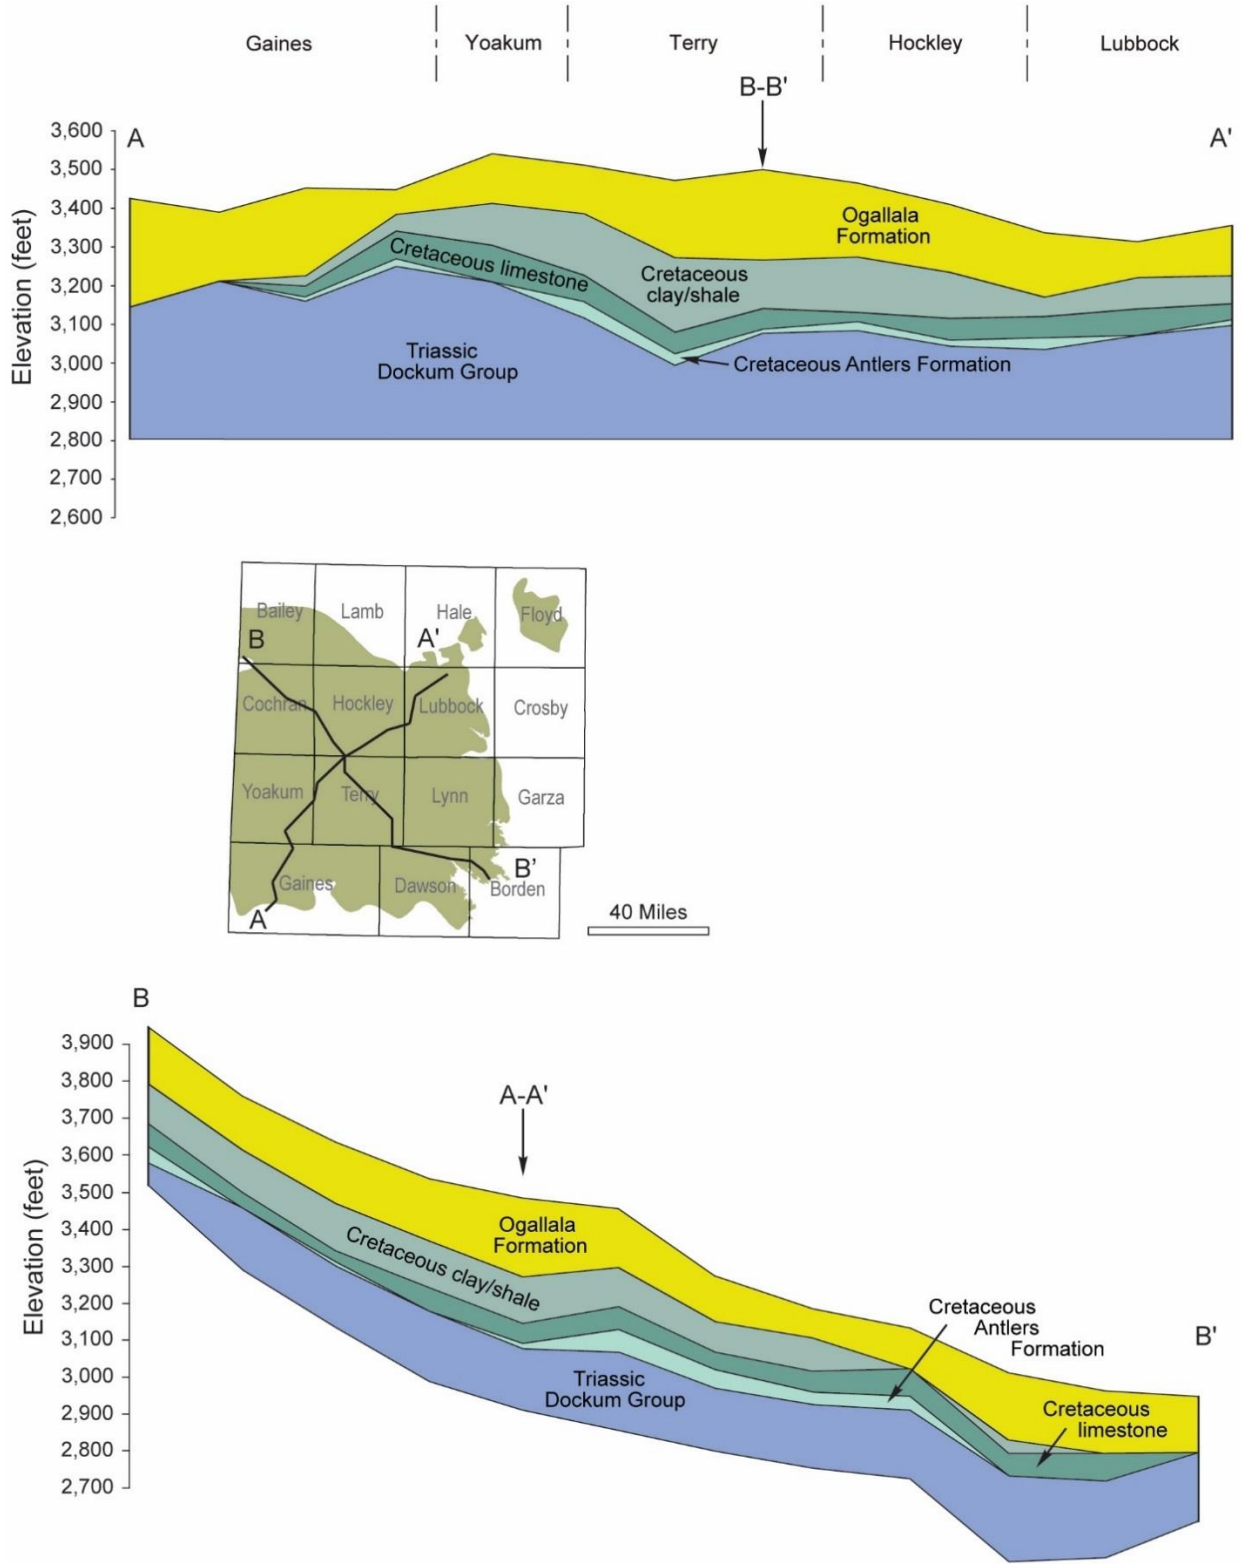 Gaines
Yoakum
Terry
Hockley
Lubbock
B-B'
A
A'
3,600
3,500
3,400
3,300
3,200
3,100
3,000
2,900
2,800
2,700
2,600
Elevation (feet)
Ogallala
Formation
Cretaceous limestone
Cretaceous
clay/shale
Triassic
Dockum Group
Cretaceous Antlers Formation
Bailey
Lamb
Hale
Floyd
B
A'
Cochran
Hockley
Lubbock
Crosby
Yoakum
Terry
Lynn
Garza
Gaines
Dawson
B'
Borden
A
40 Miles
B
3,900
3,800
3,700
3,600
3,500
3,400
3,300
3,200
3,100
3,000
2,900
2,800
2,700
Elevation (feet)
A-A'
Ogallala
Formation
Cretaceous clay/shale
Cretaceous
Antlers
Formation
B'
Triassic
Dockum Group
Cretaceous
limestone